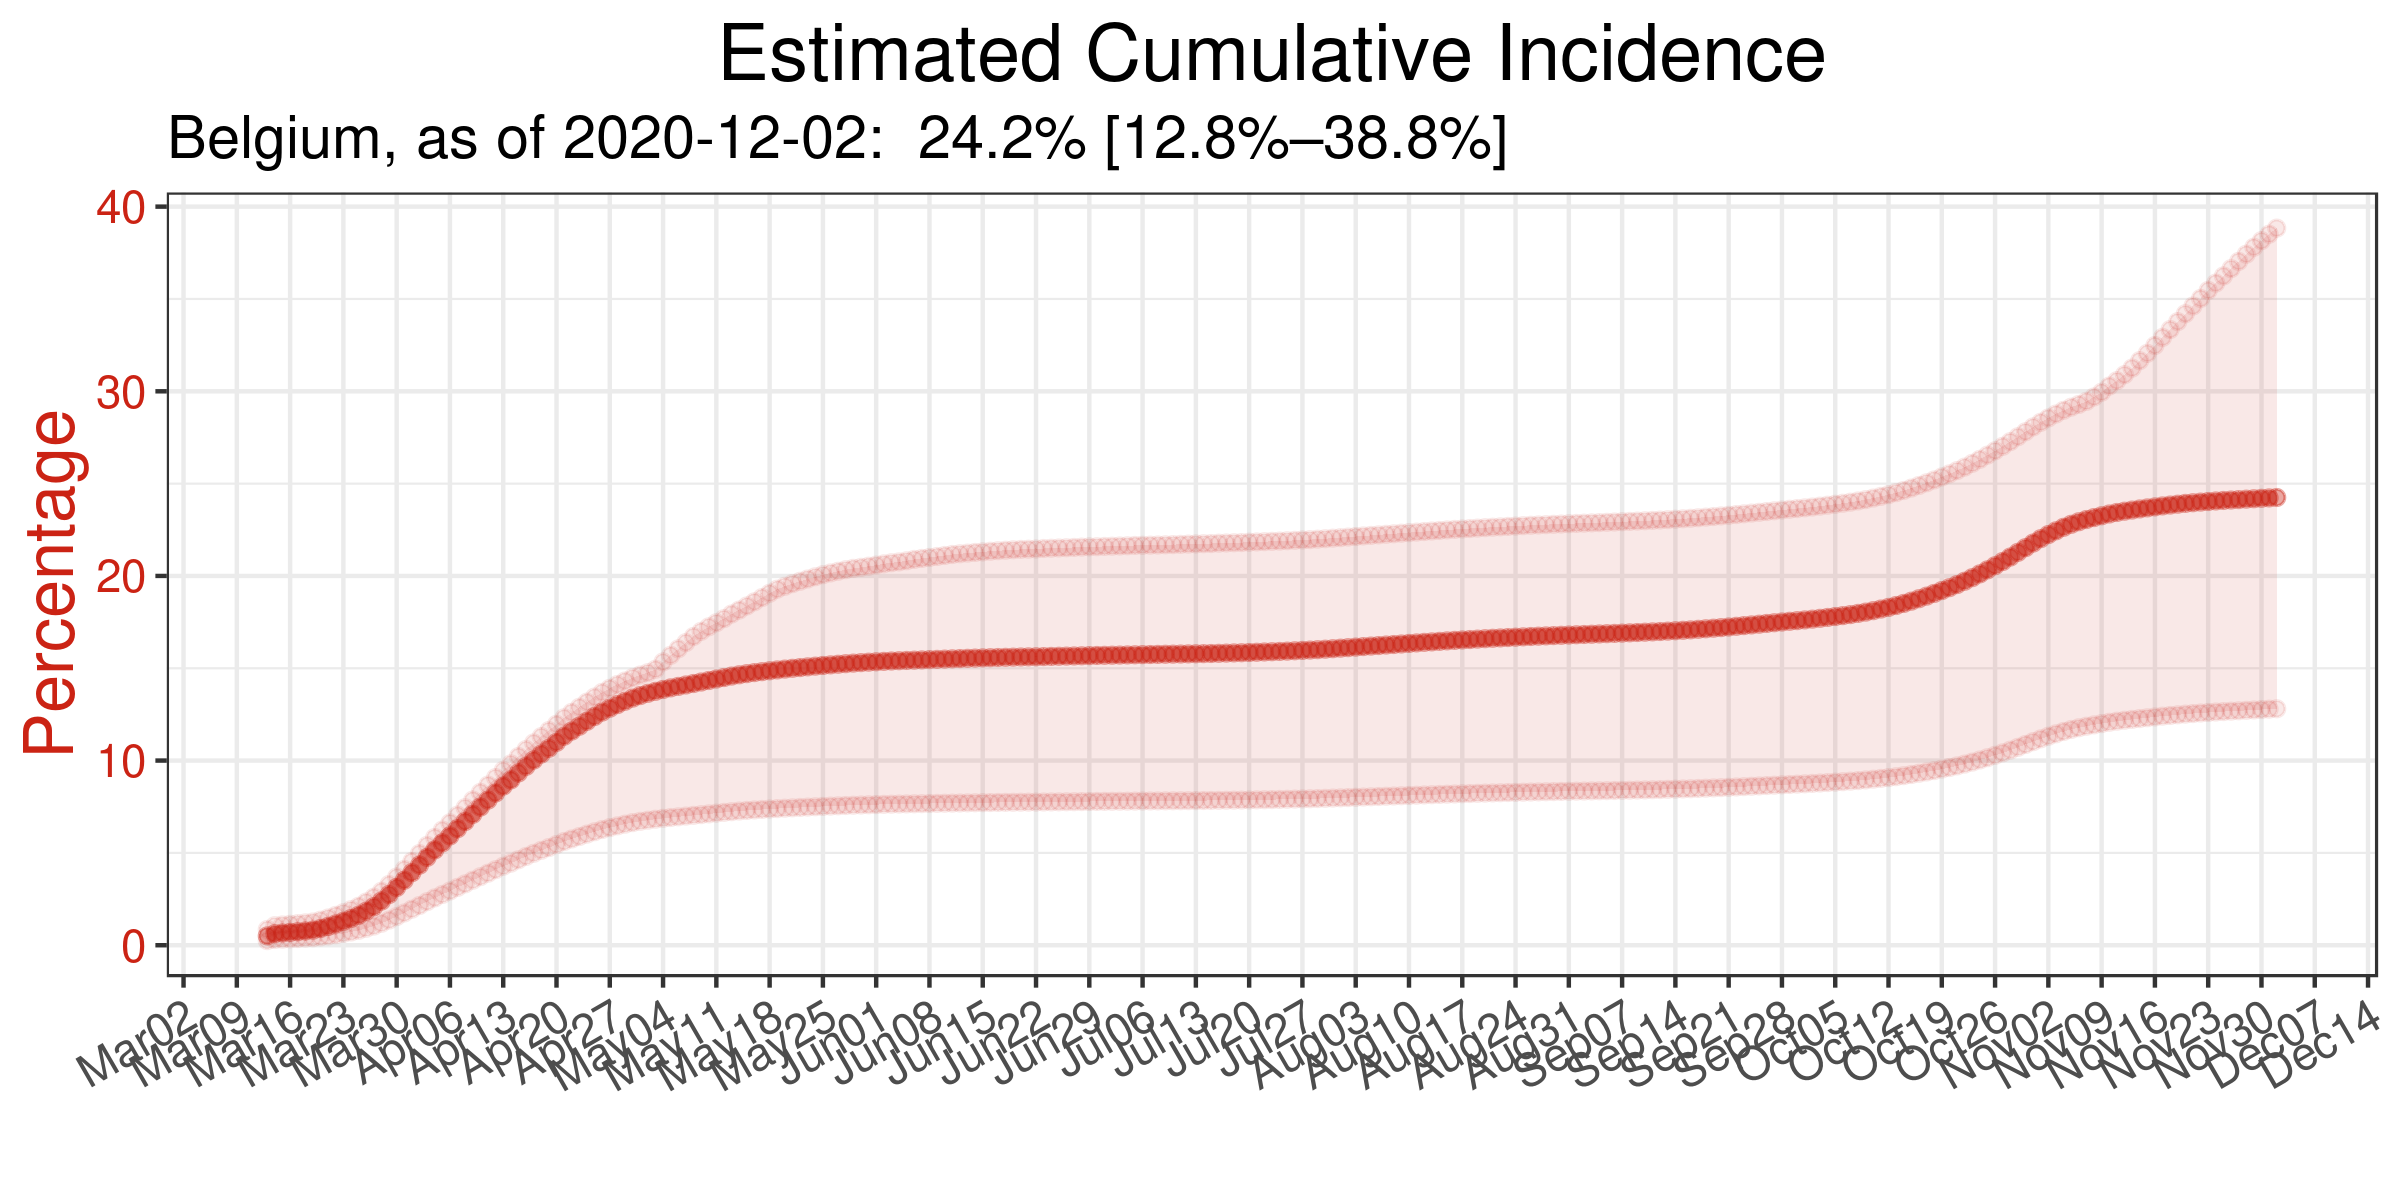 Estimated Cumulative Incidence
Belgium, as of 2020-12-02:  24.2% [12.8%–38.8%]
Percentage
40
30
20
10
0
Mar02 Mar09 Mar16 Mar23 Mar30 Apr06 Apr13 Apr20 Apr27 May04 May11 May18 May25 Jun01 Jun08 Jun15 Jun22 Jun29 Jul06 Jul13 Jul20 Jul27 Aug03 Aug10 Aug17 Aug24 Aug31 Sep07 Sep14 Sep21 Sep28 Oct05 Oct12 Oct19 Oct26 Nov02 Nov09 Nov16 Nov23 Nov30 Dec07 Dec14